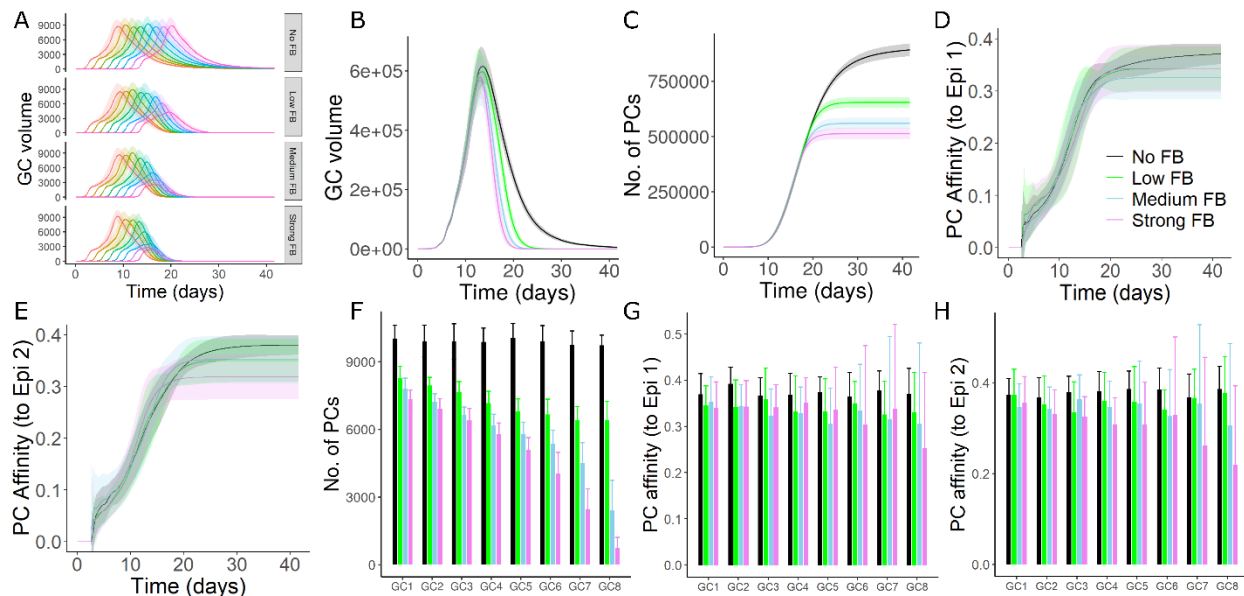 A
GC volume
9000
6000
3000
0
No FB
9000
6000
3000
0
Low FB
9000
6000
3000
0
Medium FB
9000
6000
3000
0
Strong FB
0 10 20 30 40
Time (days)
B
GC volume
6e+05
4e+05
2e+05
0e+00
0 10 20 30 40
Time (days)
C
No. of PCs
750000
500000
250000
0
0 10 20 30 40
Time (days)
D
PC Affinity (to Epi 1)
0.4
0.3
0.2
0.1
0.0
No FB
Low FB
Medium FB
Strong FB
0 10 20 30 40
Time (days)
E
PC Affinity (to Epi 2)
0.4
0.3
0.2
0.1
0.0
0 10 20 30 40
Time (days)
F
No. of PCs
9000
6000
3000
0
GC1 GC2 GC3 GC4 GC5 GC6 GC7 GC8
G
PC affinity (to Epi 1)
0.5
0.4
0.3
0.2
0.1
0.0
GC1 GC2 GC3 GC4 GC5 GC6 GC7 GC8
H
PC affinity (to Epi 2)
0.4
0.2
0.0
GC1 GC2 GC3 GC4 GC5 GC6 GC7 GC8